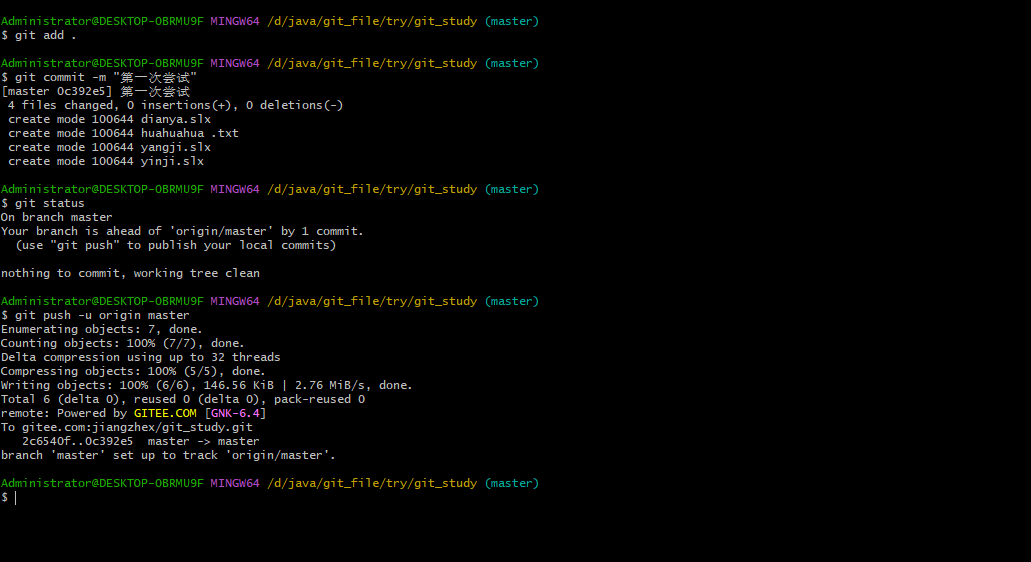 Administrator@DESKTOP-OBRMU9F MINGW64 /d/java/git_file/try/git_study (master)
$ git add .
Administrator@DESKTOP-OBRMU9F MINGW64 /d/java/git_file/try/git_study (master)
$ git commit -m "第一次尝试"
[master 0c392e5] 第一次尝试
4 files changed, 0 insertions(+), 0 deletions(-)
create mode 100644 dianya.slx
create mode 100644 huahuahua .txt
create mode 100644 yangji.slx
create mode 100644 yinji.slx
Administrator@DESKTOP-OBRMU9F MINGW64 /d/java/git_file/try/git_study (master)
$ git status
On branch master
Your branch is ahead of 'origin/master' by 1 commit.
(use "git push" to publish your local commits)
nothing to commit, working tree clean
Administrator@DESKTOP-OBRMU9F MINGW64 /d/java/git_file/try/git_study (master)
$ git push -u origin master
Enumerating objects: 7, done.
Counting objects: 100% (7/7), done.
Delta compression using up to 32 threads
Compressing objects: 100% (5/5), done.
Writing objects: 100% (6/6), 146.56 KiB | 2.76 MiB/s, done.
Total 6 (delta 0), reused 0 (delta 0), pack-reused 0
remote: Powered by GITEE.COM [GNK-6.4]
To gitee.com:jiangzhex/git_study.git
2c6540f..0c392e5  master -> master
branch 'master' set up to track 'origin/master'.
Administrator@DESKTOP-OBRMU9F MINGW64 /d/java/git_file/try/git_study (master)
$